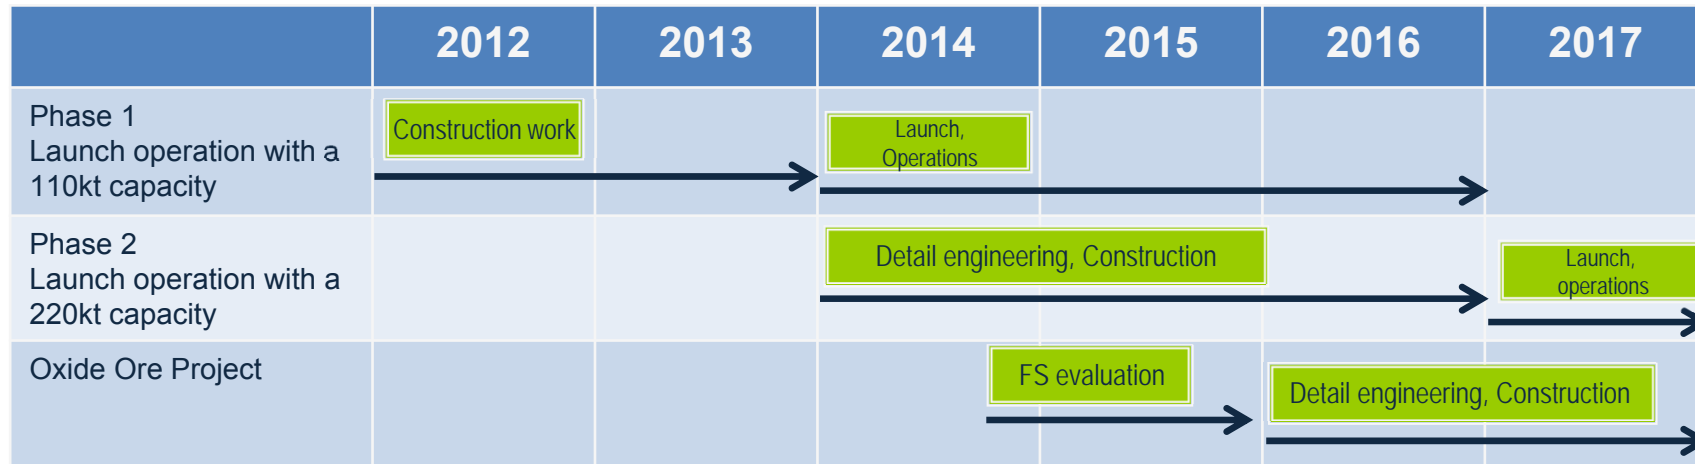 2012 2013 2014 2015 2016 2017
Phase 1
Launch operation with a
110kt capacity
Construction work
Launch,
Operations
Phase 2
Launch operation with a
220kt capacity
Detail engineering, Construction
Launch,
operations
Oxide Ore Project
FS evaluation
Detail engineering, Construction